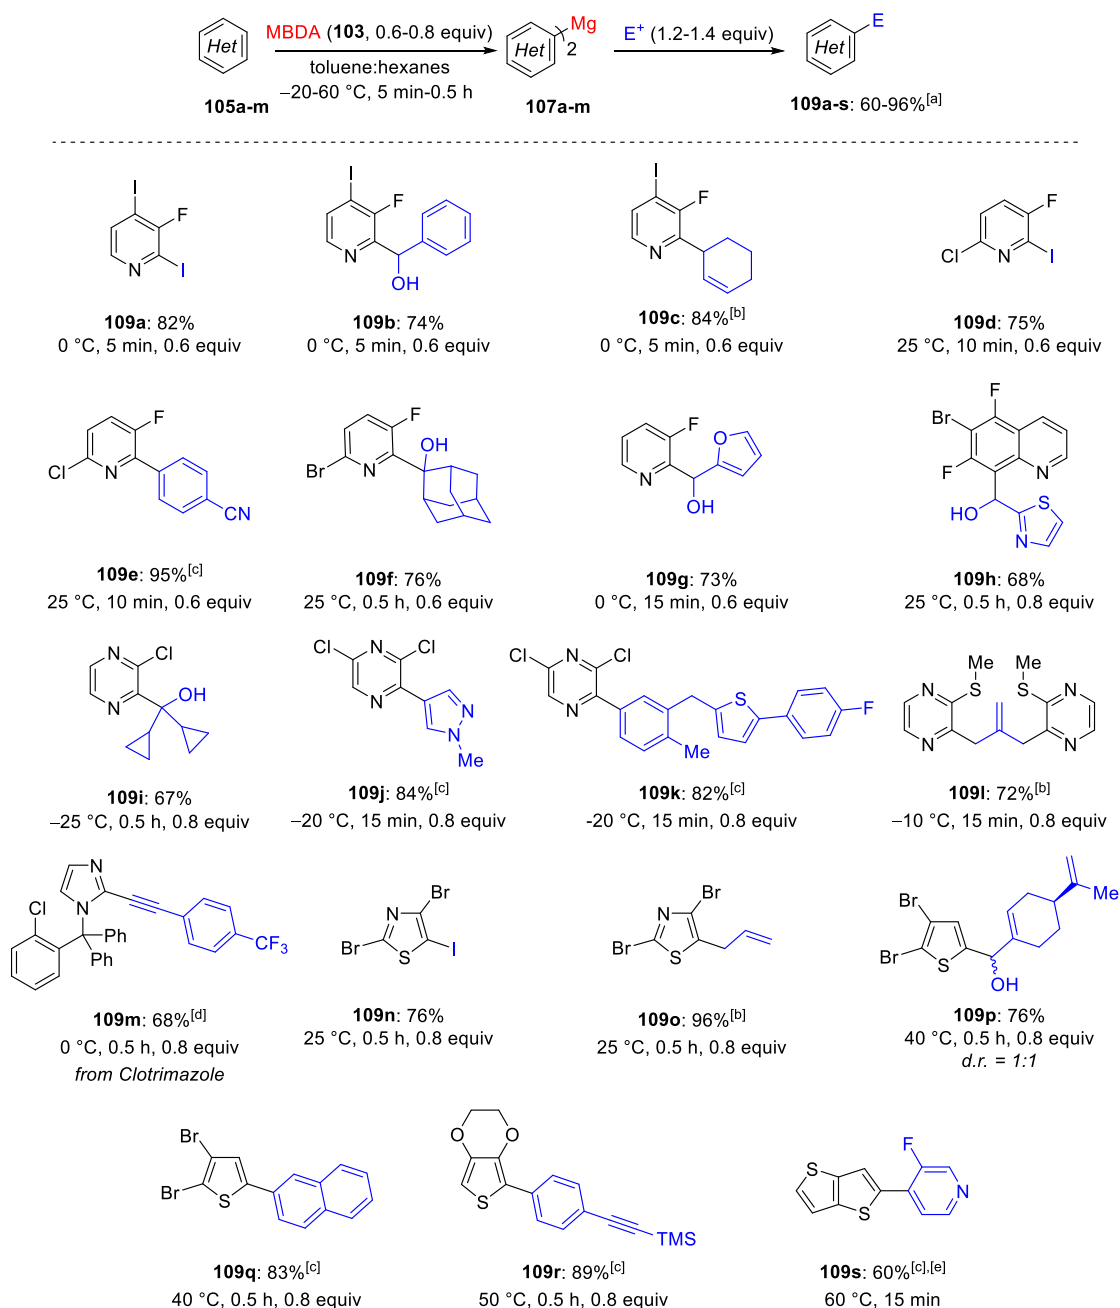 MBDA (103, 0.6-0.8 equiv)
toluene:hexanes
–20-60 °C, 5 min-0.5 h
E+ (1.2-1.4 equiv)
Het
Het
2
Mg
Het
E
105a-m
107a-m
109a-s: 60-96%[a]
I
F
N
I
109a: 82%
0 °C, 5 min, 0.6 equiv
I
F
N
OH
109b: 74%
0 °C, 5 min, 0.6 equiv
I
F
N
109c: 84%[b]
0 °C, 5 min, 0.6 equiv
F
Cl
N
I
109d: 75%
25 °C, 10 min, 0.6 equiv
F
Cl
N
CN
109e: 95%[c]
25 °C, 10 min, 0.6 equiv
F
OH
Br
N
109f: 76%
25 °C, 0.5 h, 0.6 equiv
F
O
N
OH
109g: 73%
0 °C, 15 min, 0.6 equiv
F
Br
F
N
HO
S
N
109h: 68%
25 °C, 0.5 h, 0.8 equiv
N
Cl
N
OH
109i: 67%
–25 °C, 0.5 h, 0.8 equiv
Cl
N
Cl
N
N
N
Me
109j: 84%[c]
–20 °C, 15 min, 0.8 equiv
Cl
N
Cl
N
S
F
Me
109k: 82%[c]
-20 °C, 15 min, 0.8 equiv
Me
Me
N
S
S
N
N
N
109l: 72%[b]
–10 °C, 15 min, 0.8 equiv
N
Cl
N
Ph
Ph
CF3
109m: 68%[d]
0 °C, 0.5 h, 0.8 equiv
from Clotrimazole
Br
N
Br
S
I
109n: 76%
25 °C, 0.5 h, 0.8 equiv
Br
N
Br
S
109o: 96%[b]
25 °C, 0.5 h, 0.8 equiv
Me
Br
Br
S
OH
109p: 76%
40 °C, 0.5 h, 0.8 equiv
d.r. = 1:1
Br
Br
S
109q: 83%[c]
40 °C, 0.5 h, 0.8 equiv
O
O
S
TMS
109r: 89%[c]
50 °C, 0.5 h, 0.8 equiv
F
S
N
S
109s: 60%[c],[e]
60 °C, 15 min